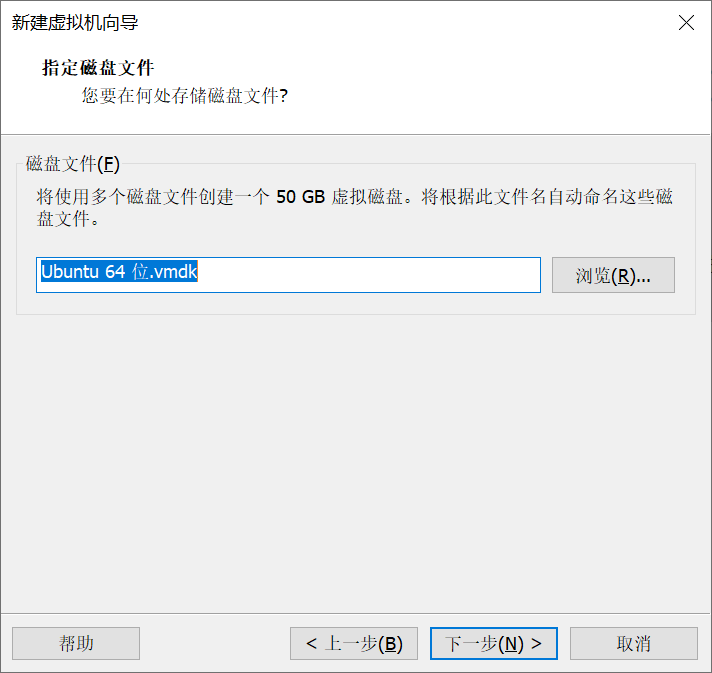 新建虚拟机向导
指定磁盘文件
您要在何处存储磁盘文件?
磁盘文件(F)
将使用多个磁盘文件创建一个 50 GB 虚拟磁盘。将根据此文件名自动命名这些磁
盘文件。
Ubuntu 64 位.vmdk
浏览(R)...
帮助
< 上一步(B)
下一步(N) >
取消